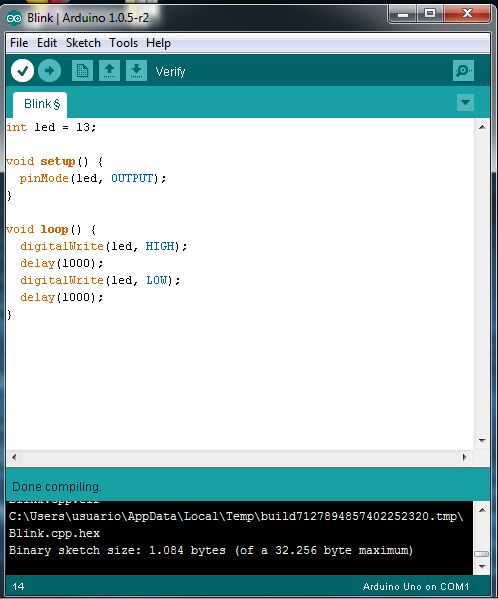 Blink | Arduino 1.0.5-r2
File Edit Sketch Tools Help
Verify
Blink §
int led = 13;
void setup() {
pinMode(led, OUTPUT);
}
void loop() {
digitalWrite(led, HIGH);
delay(1000);
digitalWrite(led, LOW);
delay(1000);
}
Done compiling.
C:\Users\usuario\AppData\Local\Temp\build7127894857402252320.tmp\
Blink.cpp.hex
Binary sketch size: 1.084 bytes (of a 32.256 byte maximum)
14
Arduino Uno on COM1